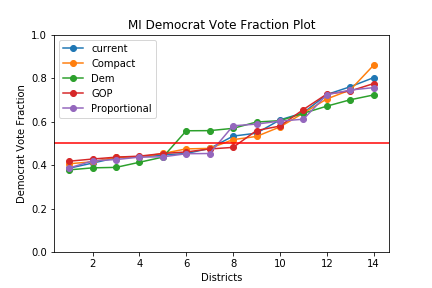 MI Democrat Vote Fraction Plot
1.0
0.8
0.6
0.4
0.2
0.0
Democrat Vote Fraction
current
Compact
Dem
GOP
Proportional
2 4 6 8 10 12 14
Districts